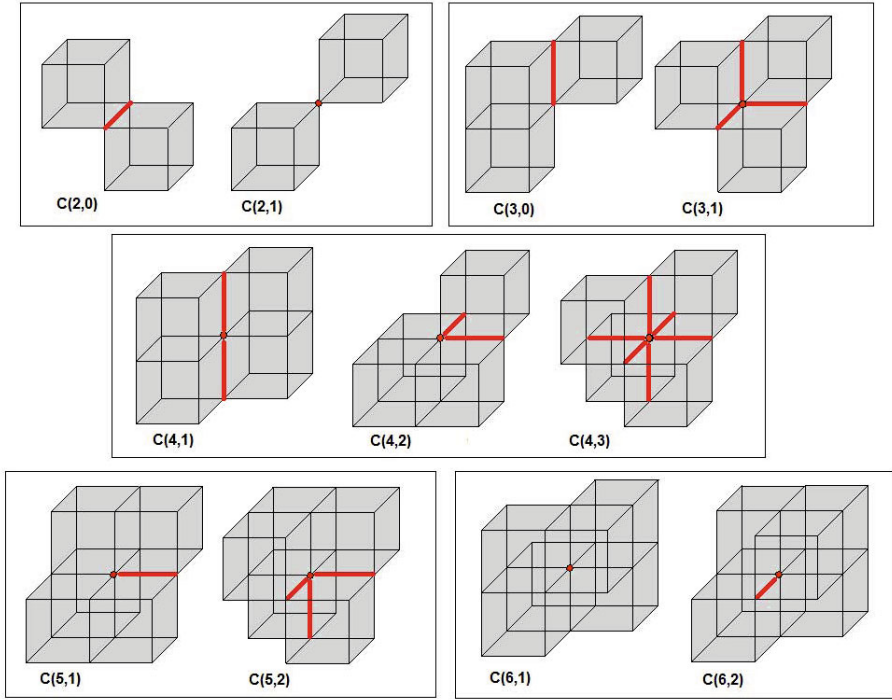 C(2,0) C(2,1)
C(3,0) C(3,1)
C(4,1) C(4,2) C(4,3)
C(5,1) C(5,2)
C(6,1) C(6,2)